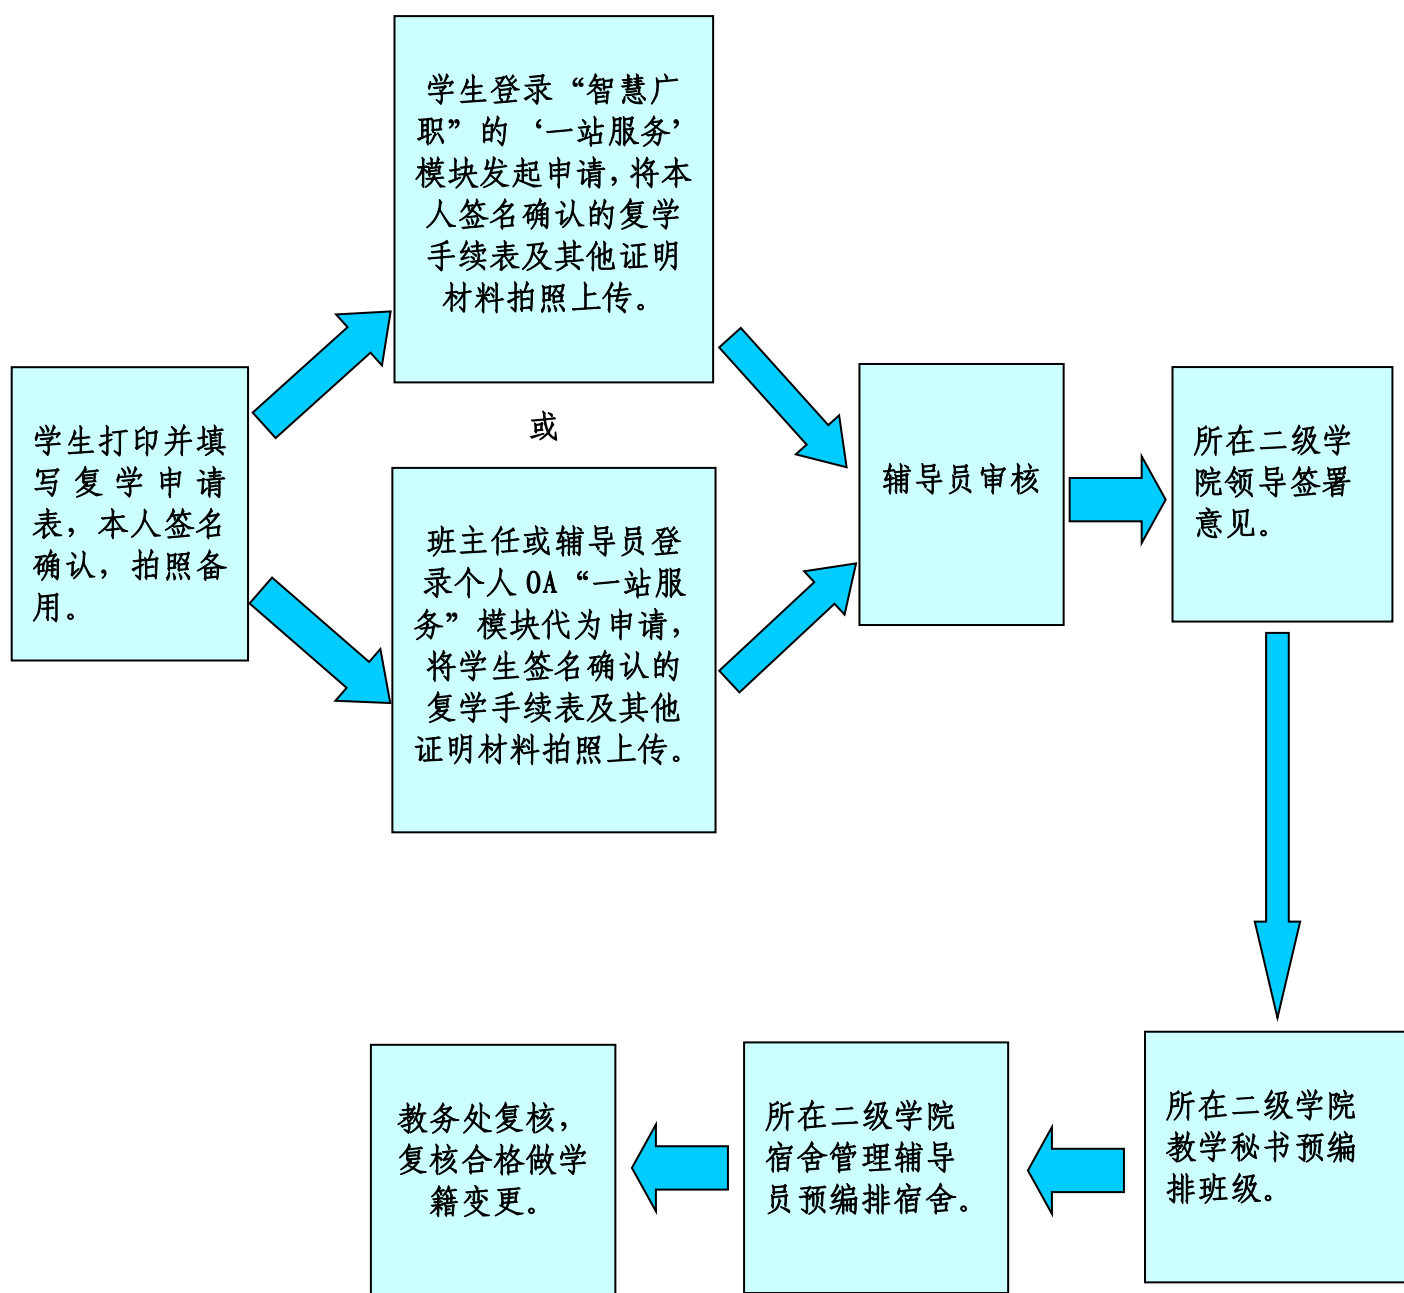 学生打印并填
写复学申请
表，本人签名
确认，拍照备
用。
学生登录“智慧广
职”的‘一站服务’
模块发起申请，将本
人签名确认的复学
手续表及其他证明
材料拍照上传。
或
班主任或辅导员登
录个人OA“一站服
务”模块代为申请，
将学生签名确认的
复学手续表及其他
证明材料拍照上传。
辅导员审核
所在二级学
院领导签署
意见。
所在二级学院
教学秘书预编
排班级。
所在二级学院
宿舍管理辅导
员预编排宿舍。
教务处复核，
复核合格做学
籍变更。